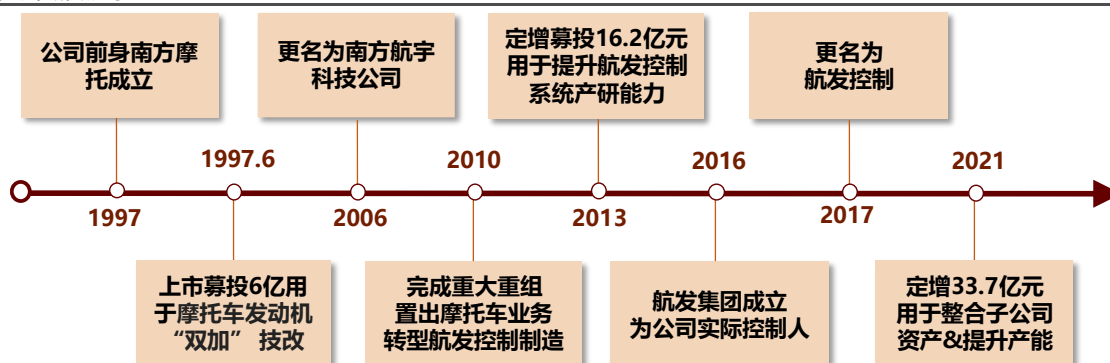 公司前身南方摩
托成立
更名为南方航宇
科技公司
定增募投16.2亿元
用于提升航发控制
系统产研能力
更名为
航发控制
1997.6
2010
2016
2021
1997
2006
2013
2017
上市募投6亿用
于摩托车发动机
“双加” 技改
完成重大重组
置出摩托车业务
转型航发控制制造
航发集团成立
为公司实际控制人
定增33.7亿元
用于整合子公司
资产&提升产能